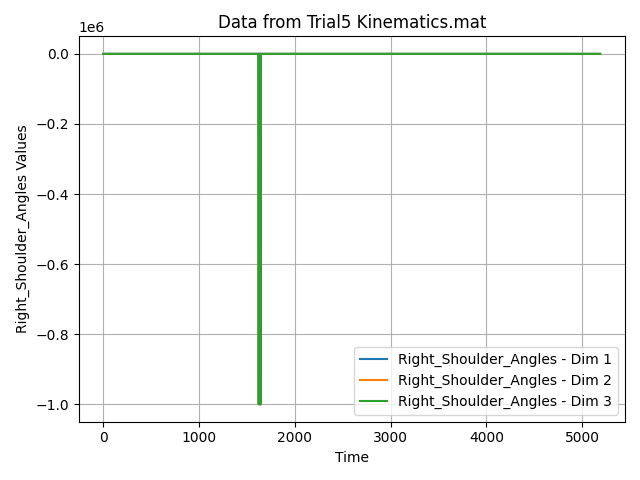 Data from Trial5 Kinematics.mat
1e6
0.0
−0.2
−0.4
−0.6
−0.8
−1.0
Right_Shoulder_Angles Values
Right_Shoulder_Angles - Dim 1
Right_Shoulder_Angles - Dim 2
Right_Shoulder_Angles - Dim 3
0 1000 2000 3000 4000 5000
Time